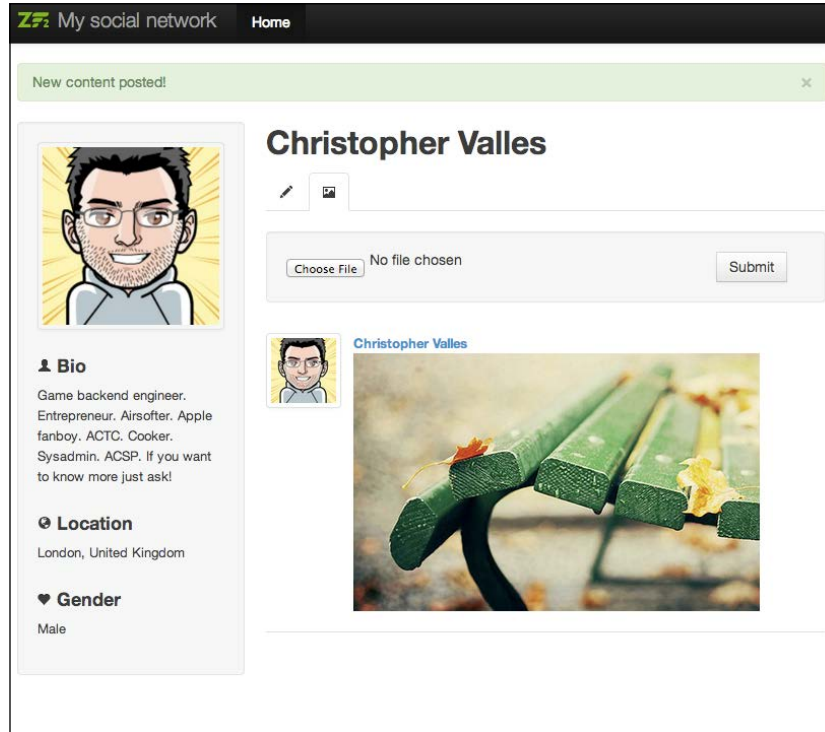 ZF2 My social network Home
New content posted!
×
Christopher Valles
Choose File No file chosen
Submit
Christopher Valles
Bio
Game backend engineer.
Entrepreneur. Airsofter. Apple
fanboy. ACTC. Cooker.
Sysadmin. ACSP. If you want
to know more just ask!
Location
London, United Kingdom
Gender
Male